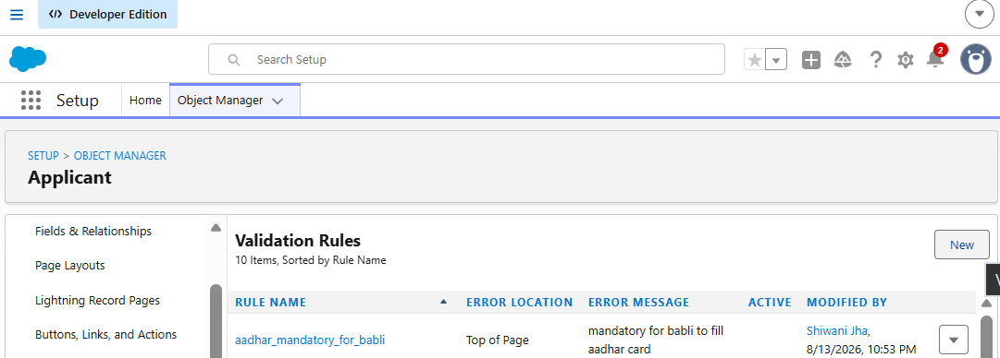 Developer Edition
Search Setup
2
Setup
Home
Object Manager
SETUP > OBJECT MANAGER
Applicant
Fields & Relationships
Page Layouts
Lightning Record Pages
Buttons, Links, and Actions
Validation Rules
10 Items, Sorted by Rule Name
New
RULE NAME
ERROR LOCATION
ERROR MESSAGE
ACTIVE
MODIFIED BY
aadhar_mandatory_for_babli
Top of Page
mandatory for babli to fill
aadhar card
Shiwani Jha,
8/13/2026, 10:53 PM